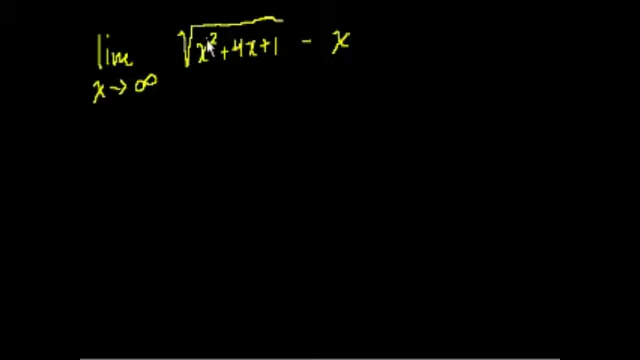 lim √(x²+4x+1) - x
x→∞